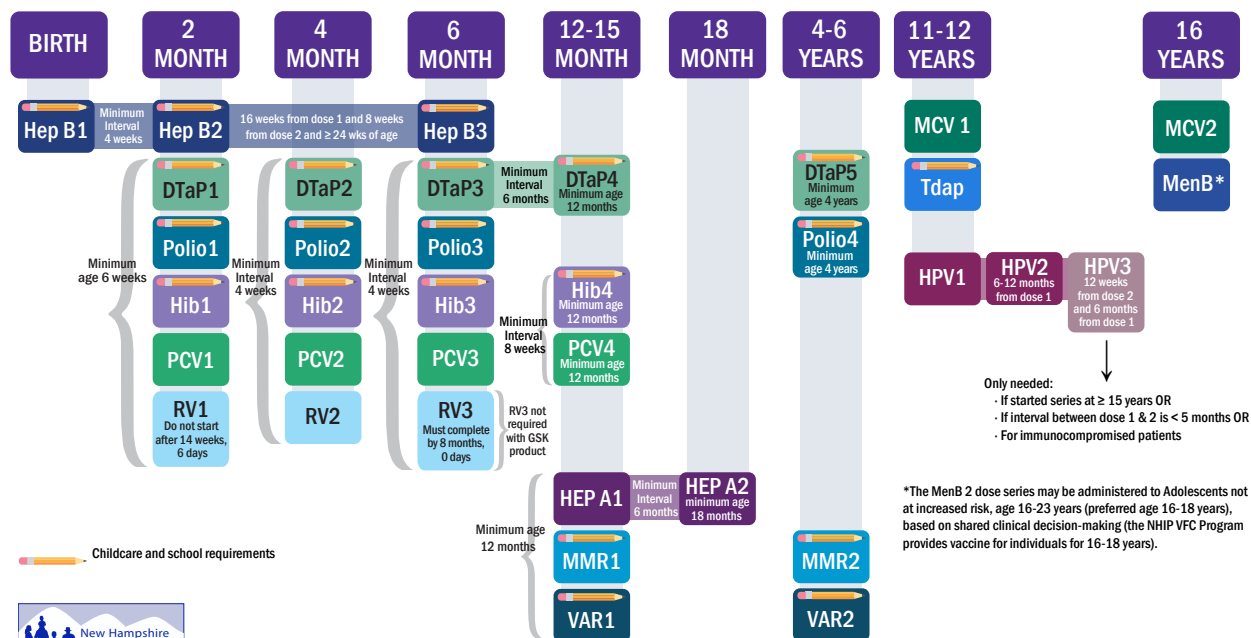 BIRTH
2
MONTH
4
MONTH
6
MONTH
12-15
MONTH
18
MONTH
4-6
YEARS
11-12
YEARS
16
YEARS
Hep B1
Minimum
Interval
4 weeks
Hep B2
16 weeks from dose 1 and 8 weeks
from dose 2 and ≥ 24 wks of age
Hep B3
MCV 1
MCV2
DTaP1
DTaP2
DTaP3
Minimum
Interval
6 months
DTaP4
Minimum age
12 months
DTaP5
Minimum
age 4 years
Tdap
MenB*
Polio1
Polio2
Polio3
Polio4
Minimum
age 4 years
Minimum
age 6 weeks
Minimum
Interval
4 weeks
Minimum
Interval
4 weeks
Hib1
Hib2
Hib3
Minimum
Interval
8 weeks
Hib4
Minimum age
12 months
HPV1
HPV2
6-12 months
from dose 1
HPV3
12 weeks
from dose 2
and 6 months
from dose 1
PCV1
PCV2
PCV3
PCV4
Minimum age
12 months
RV1
Do not start
after 14 weeks,
6 days
RV2
RV3
Must complete
by 8 months,
0 days
RV3 not
required
with GSK
product
Only needed:
· If started series at ≥ 15 years OR
· If interval between dose 1 & 2 is < 5 months OR
· For immunocompromised patients
Minimum age
12 months
HEP A1
Minimum
Interval
6 months
HEP A2
minimum age
18 months
MMR1
MMR2
VAR1
VAR2
*The MenB 2 dose series may be administered to Adolescents not
at increased risk, age 16-23 years (preferred age 16-18 years),
based on shared clinical decision-making (the NHIP VFC Program
provides vaccine for individuals for 16-18 years).
Childcare and school requirements
New Hampshire